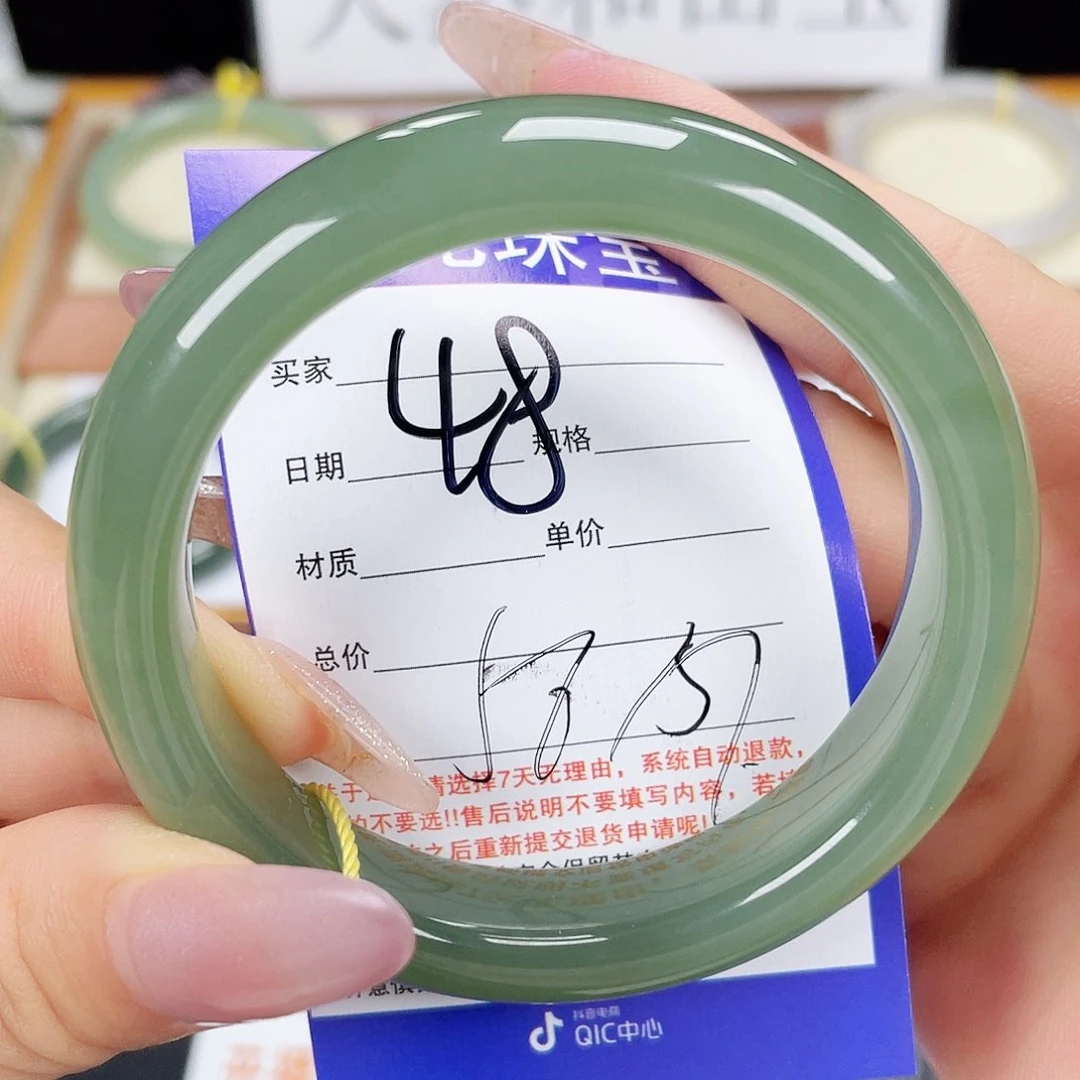 和田玉
珠宝
买家 48
日期 规格
材质 单价
总价
请选择7天无理由，系统自动退款，
的不要选!!售后说明不要填写内容，若
之后重新提交退货申请呢!
抖音电商
QIC中心